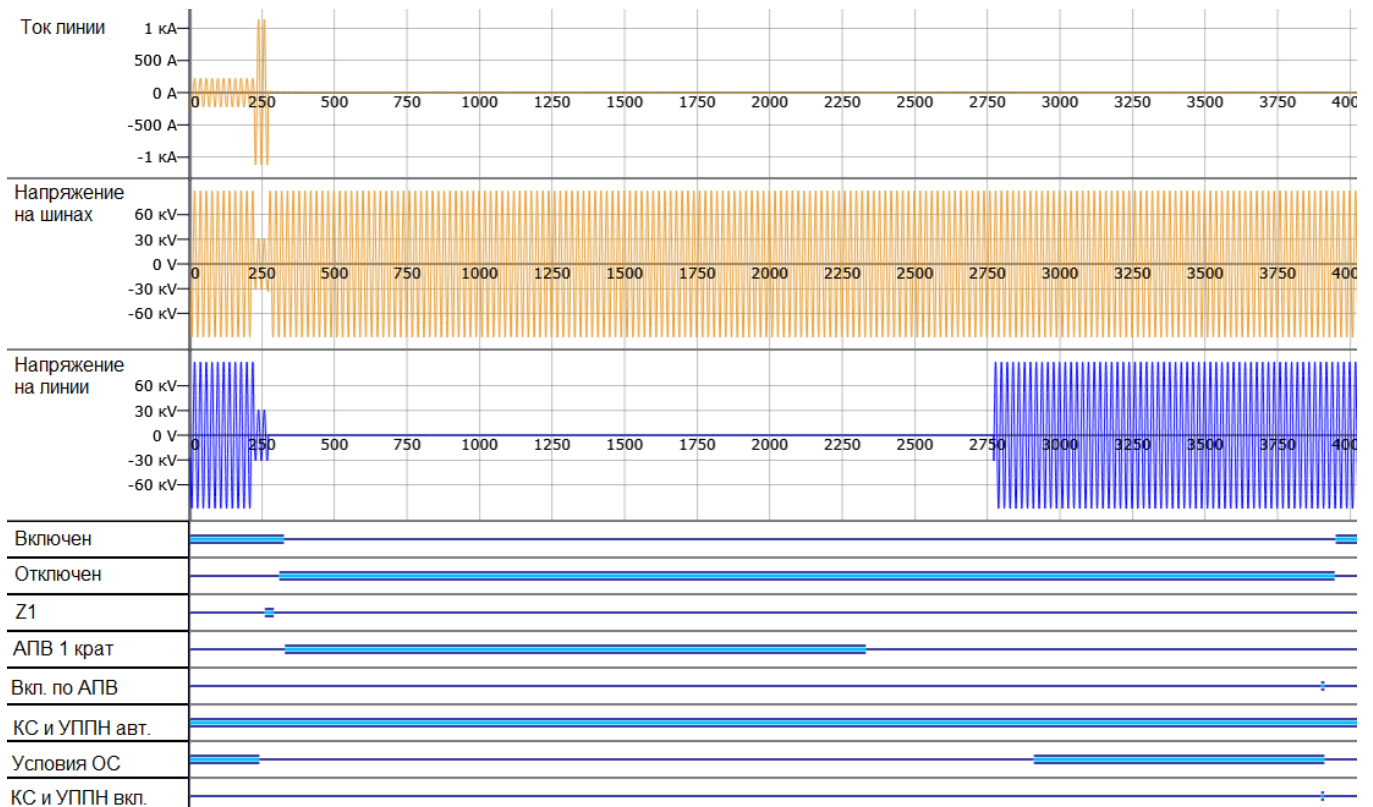 Ток линии
1 кА
500 А
0 А
-500 А
-1 кА
0 250 500 750 1000 1250 1500 1750 2000 2250 2500 2750 3000 3250 3500 3750 400
Напряжение
на шинах
60 кV
30 кV
0 V
-30 кV
-60 кV
0 250 500 750 1000 1250 1500 1750 2000 2250 2500 2750 3000 3250 3500 3750 400
Напряжение
на линии
60 кV
30 кV
0 V
-30 кV
-60 кV
0 250 500 750 1000 1250 1500 1750 2000 2250 2500 2750 3000 3250 3500 3750 400
Включен
Отключен
Z1
АПВ 1 крат
Вкл. по АПВ
КС и УППН авт.
Условия ОС
КС и УППН вкл.